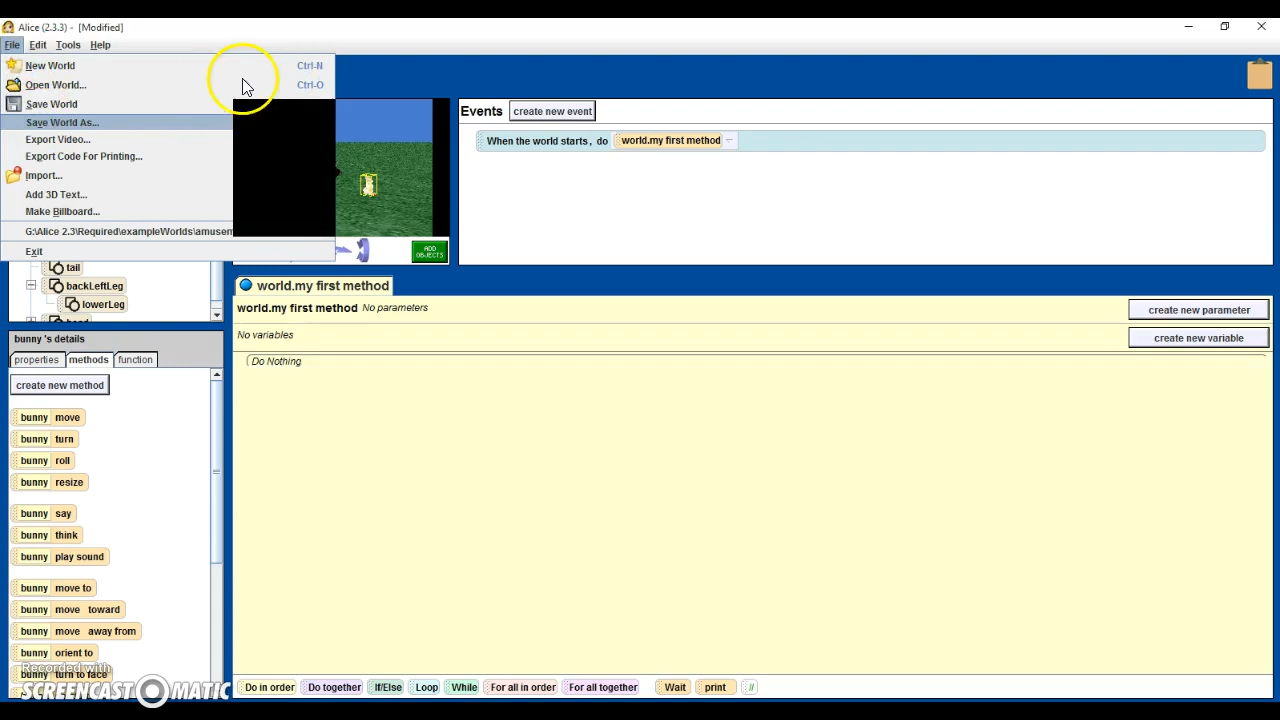 Alice (2.3.3) - [Modified]
File Edit Tools Help
New World Ctrl-N
Open World... Ctrl-O
Save World
Save World As...
Export Video...
Export Code For Printing...
Import...
Add 3D Text...
Make Billboard...
G:\Alice 2.3\Required\exampleWorlds\amusem
Exit
ADD
OBJECTS
Events create new event
When the world starts, do world.my first method
tail
backLeftLeg
lowerLeg
bunny 's details
properties methods function
create new method
bunny move
bunny turn
bunny roll
bunny resize
bunny say
bunny think
bunny play sound
bunny move to
bunny move toward
bunny move away from
bunny orient to
bunny turn to face
world.my first method
world.my first method No parameters
create new parameter
No variables
create new variable
Do Nothing
Do in order Do together If/Else Loop While For all in order For all together Wait print //
Recorded with
SCREENCAST-O-MATIC